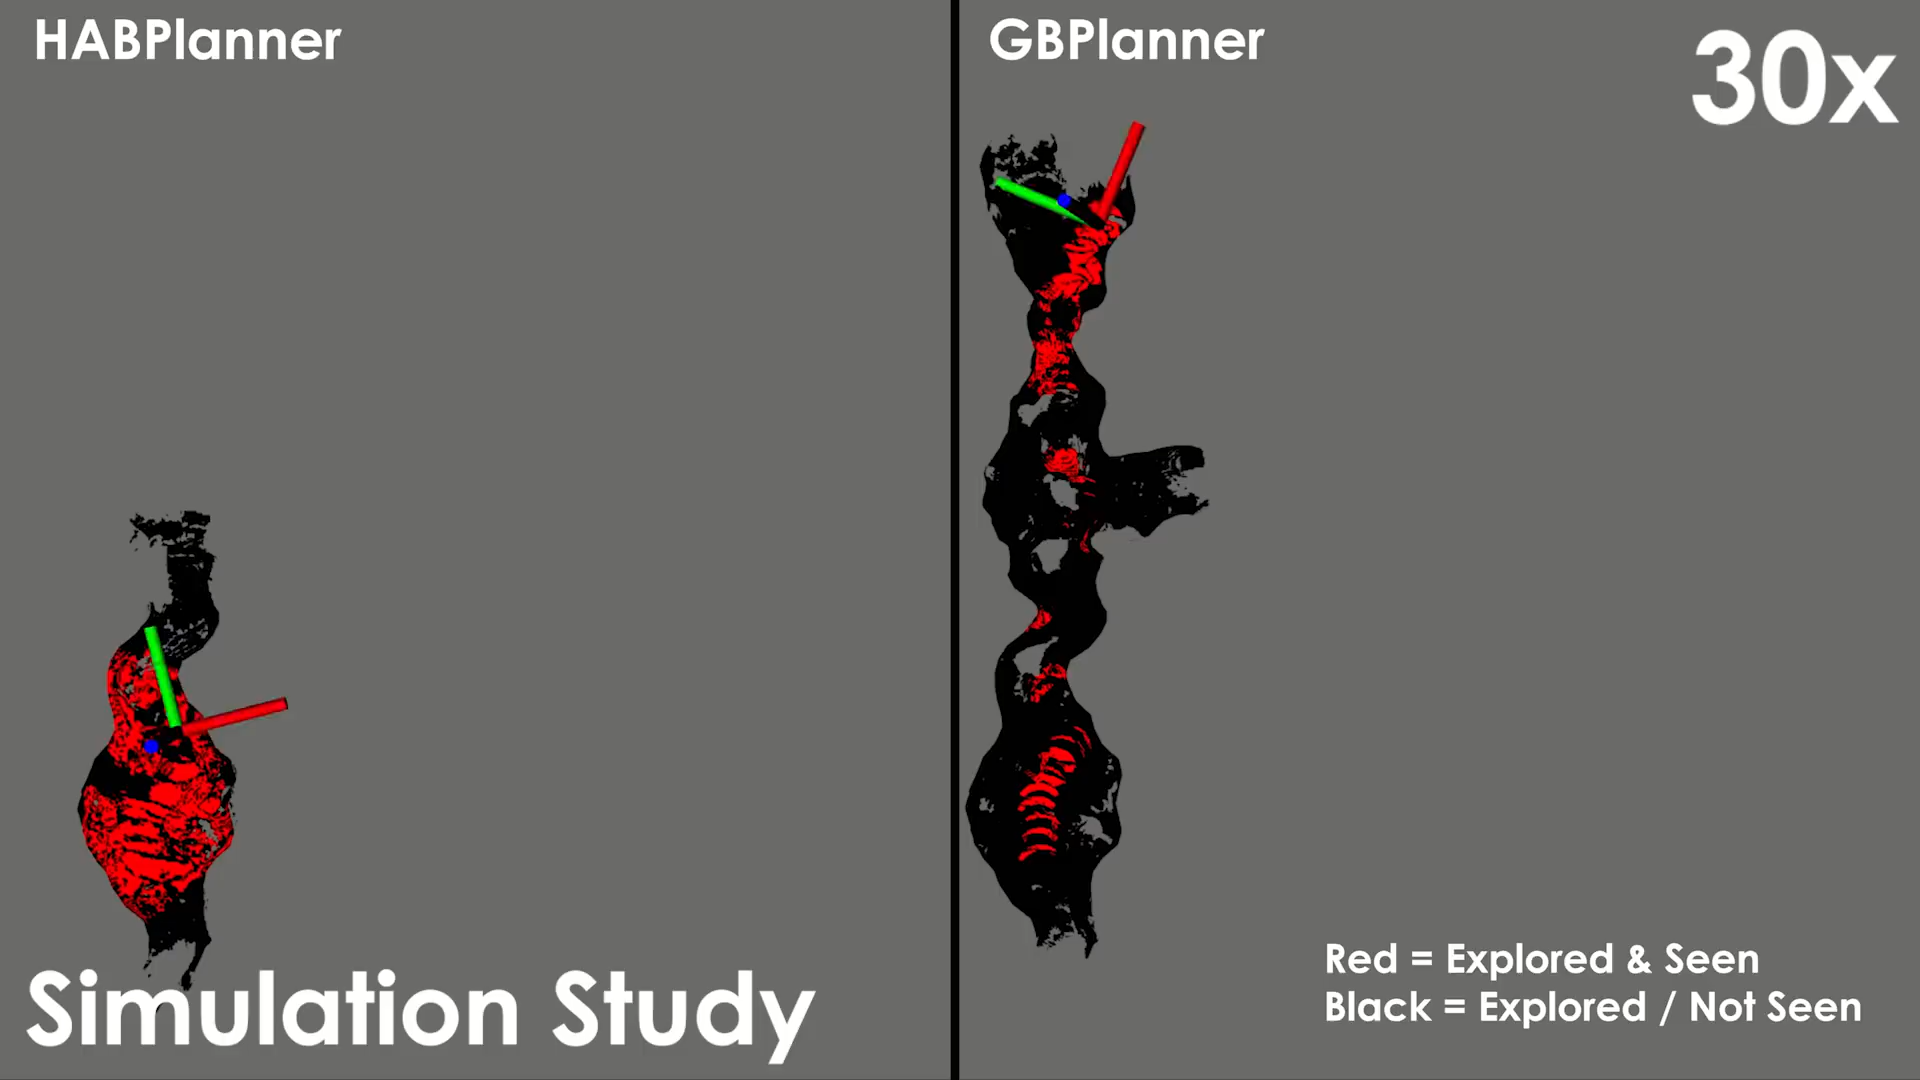 HABPlanner
GBPlanner
30x
Red = Explored & Seen
Black = Explored / Not Seen
Simulation Study